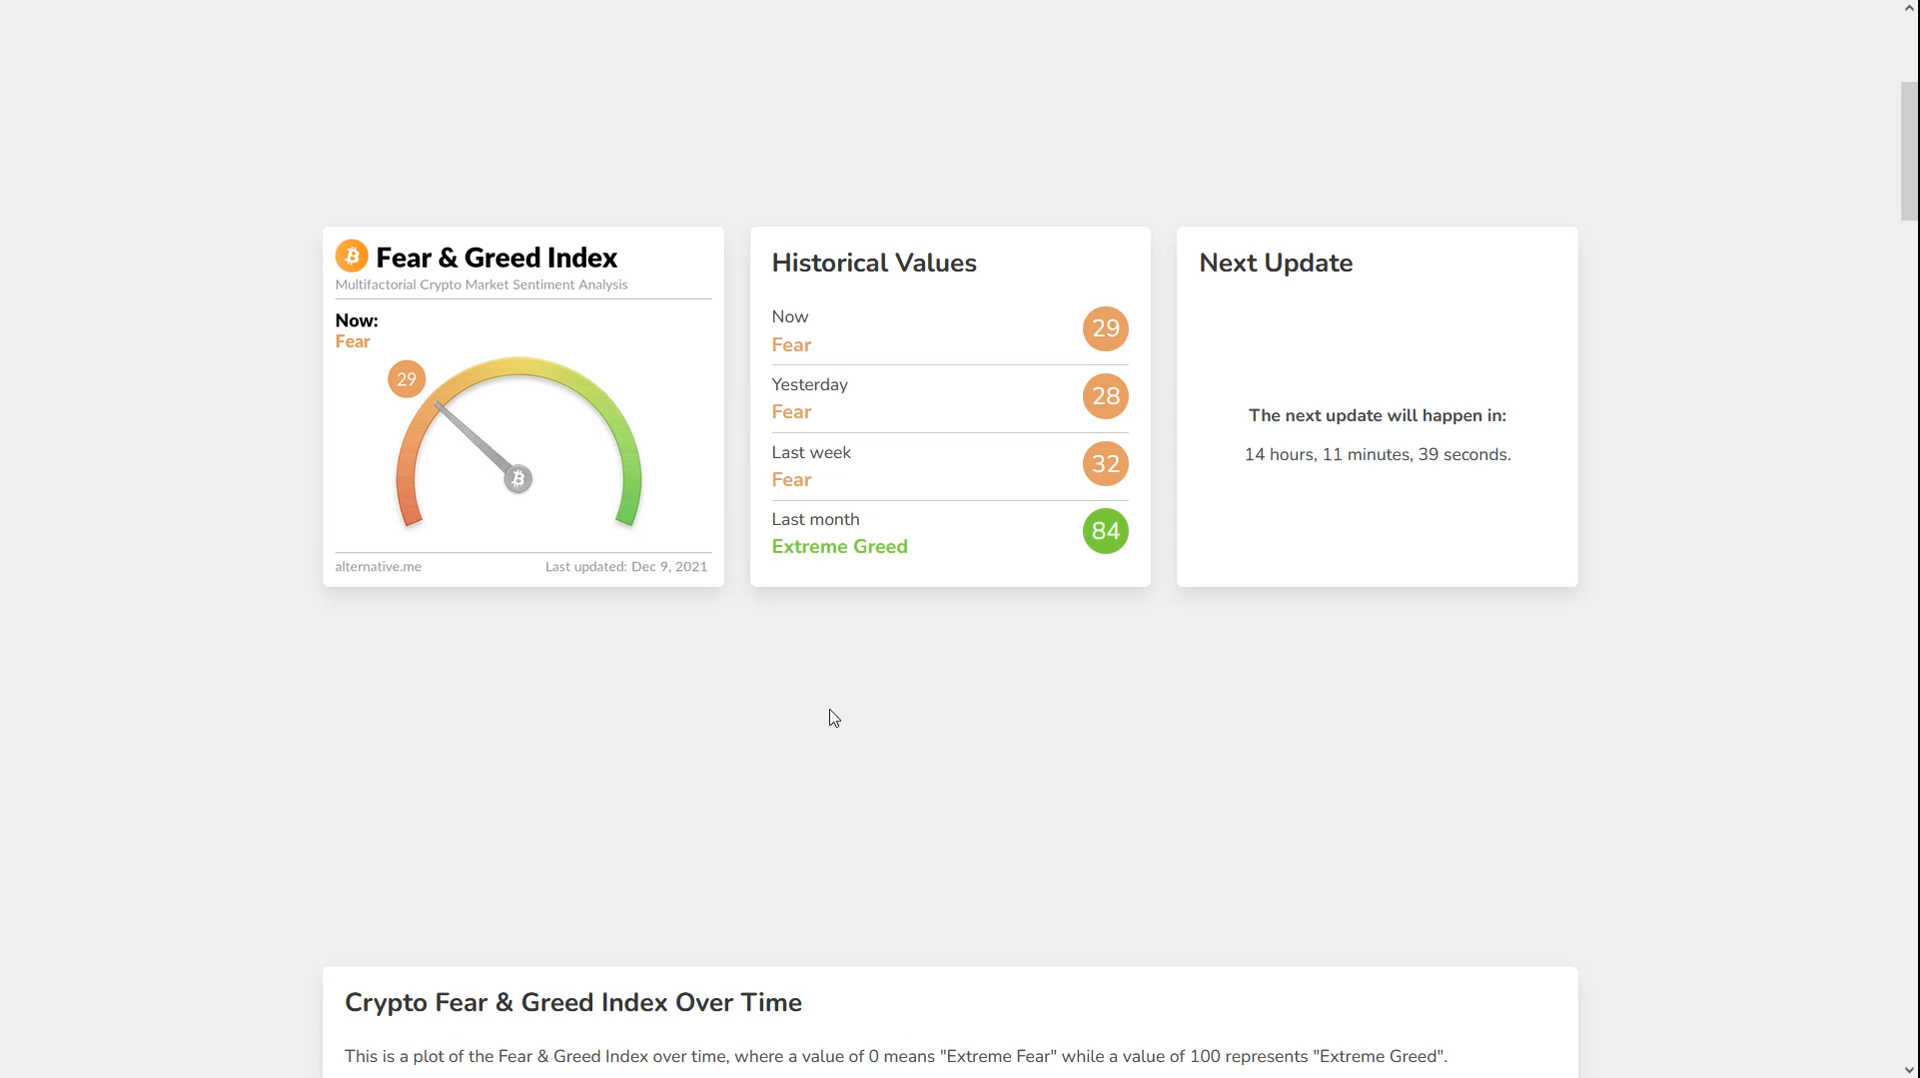 Fear & Greed Index
Multifactorial Crypto Market Sentiment Analysis
Now:
Fear
29
alternative.me
Last updated: Dec 9, 2021
Historical Values
Now
Fear
29
Yesterday
Fear
28
Last week
Fear
32
Last month
Extreme Greed
84
Next Update
The next update will happen in:
14 hours, 11 minutes, 39 seconds.
Crypto Fear & Greed Index Over Time
This is a plot of the Fear & Greed Index over time, where a value of 0 means "Extreme Fear" while a value of 100 represents "Extreme Greed".